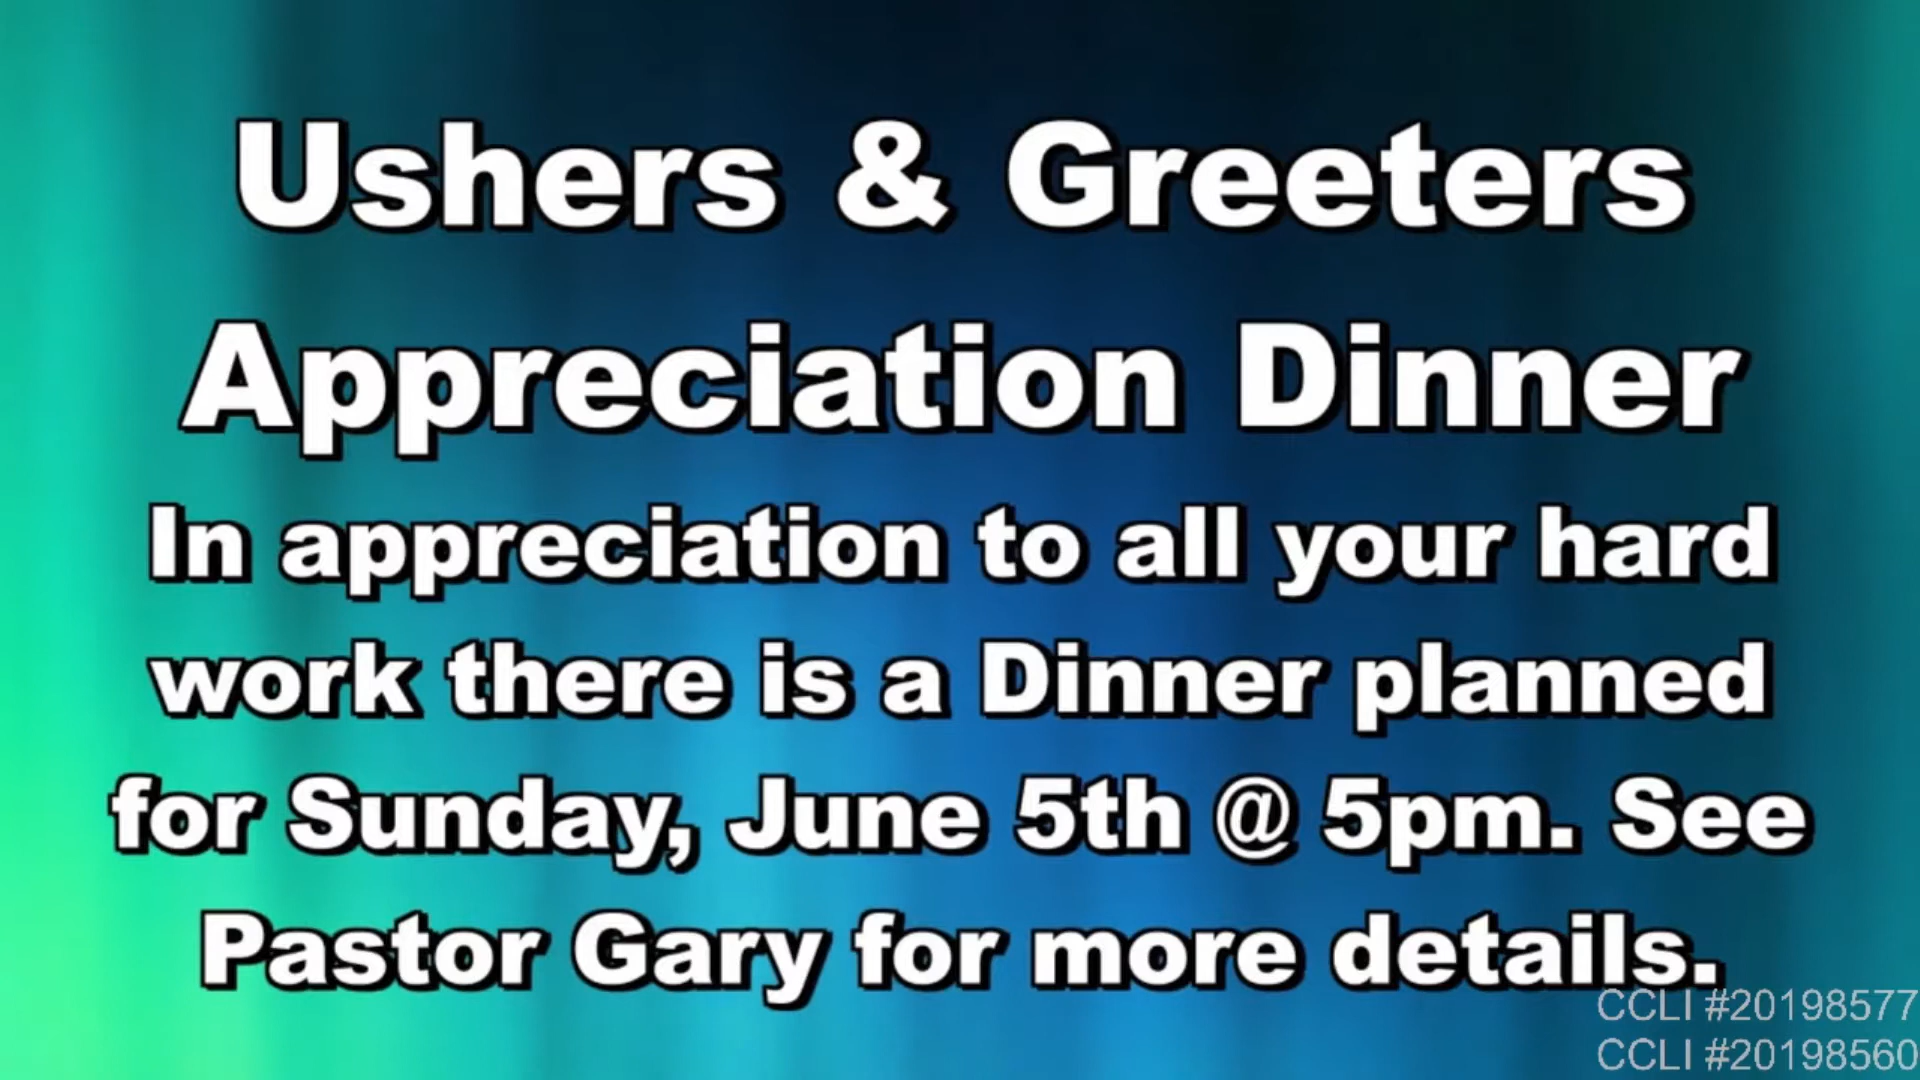 Ushers & Greeters
Appreciation Dinner
In appreciation to all your hard
work there is a Dinner planned
for Sunday, June 5th @ 5pm. See
Pastor Gary for more details.
CCLI #20198577
CCLI #20198560